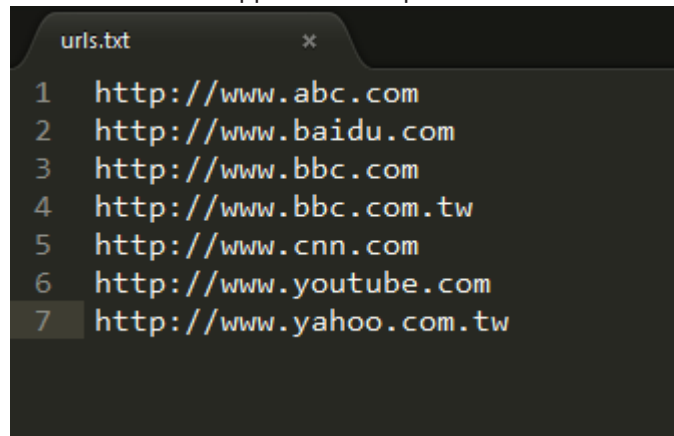 urls.txt ×
1 http://www.abc.com
2 http://www.baidu.com
3 http://www.bbc.com
4 http://www.bbc.com.tw
5 http://www.cnn.com
6 http://www.youtube.com
7 http://www.yahoo.com.tw